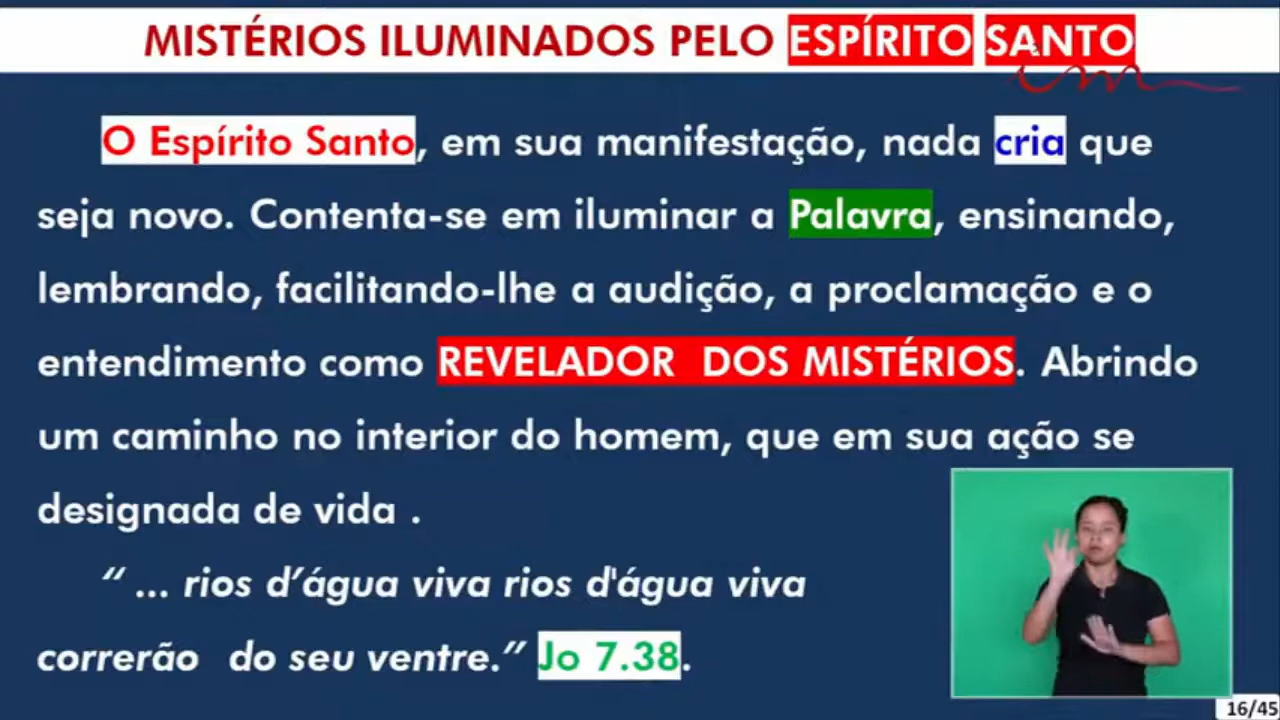 MISTÉRIOS ILUMINADOS PELO ESPÍRITO SANTO
im
O Espírito Santo, em sua manifestação, nada cria que
seja novo. Contenta-se em iluminar a Palavra, ensinando,
lembrando, facilitando-lhe a audição, a proclamação e o
entendimento como REVELADOR DOS MISTÉRIOS. Abrindo
um caminho no interior do homem, que em sua ação se
designada de vida .
“ ... rios d’água viva rios d'água viva
correrão do seu ventre.” Jo 7.38.
16/45